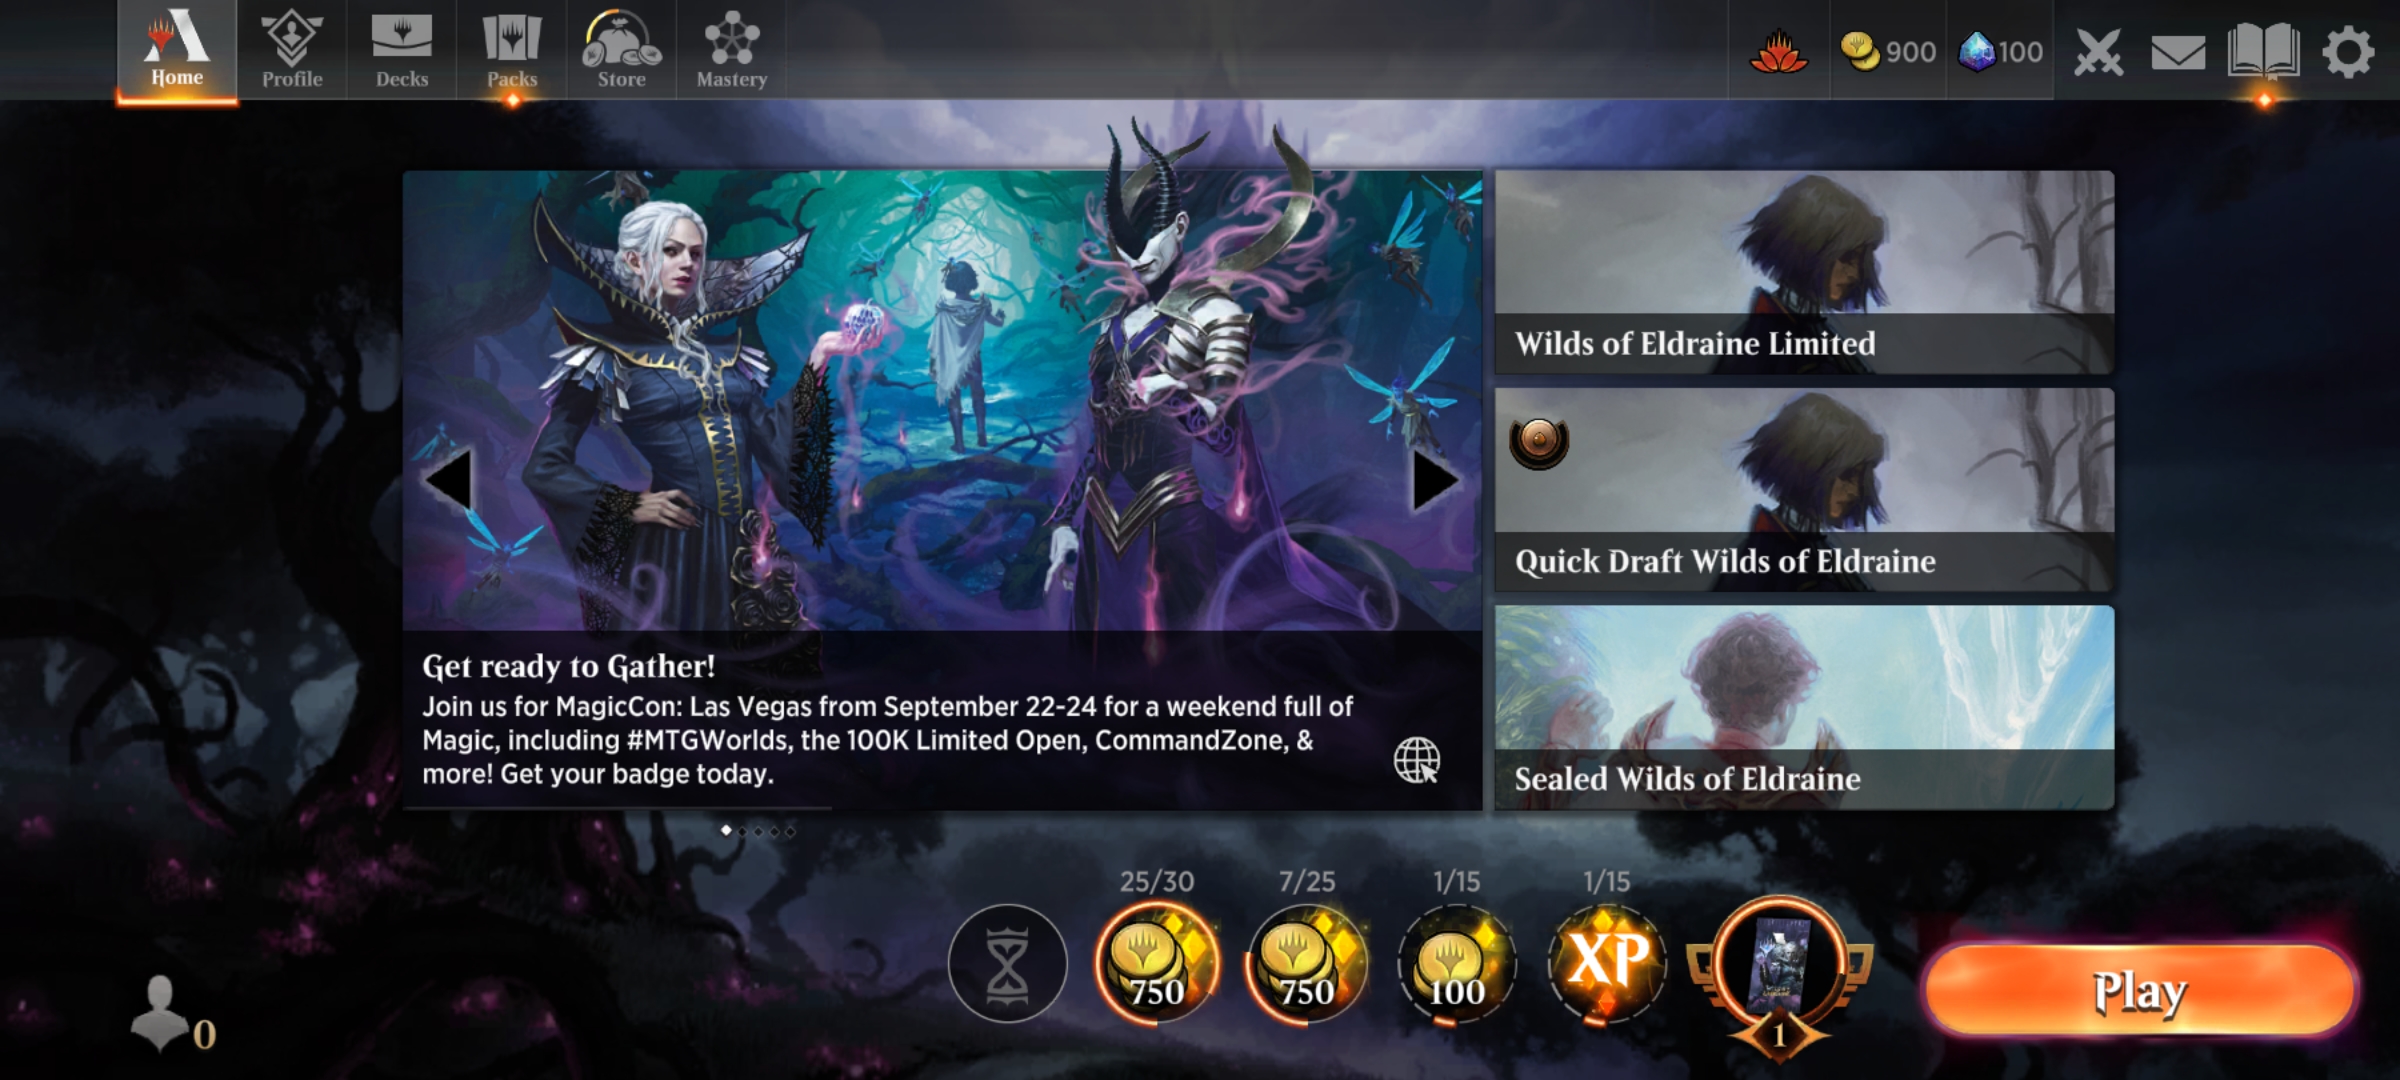 Home
Profile
Decks
Packs
Store
Mastery
900
100
Wilds of Eldraine Limited
Quick Draft Wilds of Eldraine
Get ready to Gather!
Join us for MagicCon: Las Vegas from September 22-24 for a weekend full of
Magic, including #MTGWorlds, the 100K Limited Open, CommandZone, &
more! Get your badge today.
Sealed Wilds of Eldraine
25/30
7/25
1/15
1/15
750
750
100
XP
1
Play
0